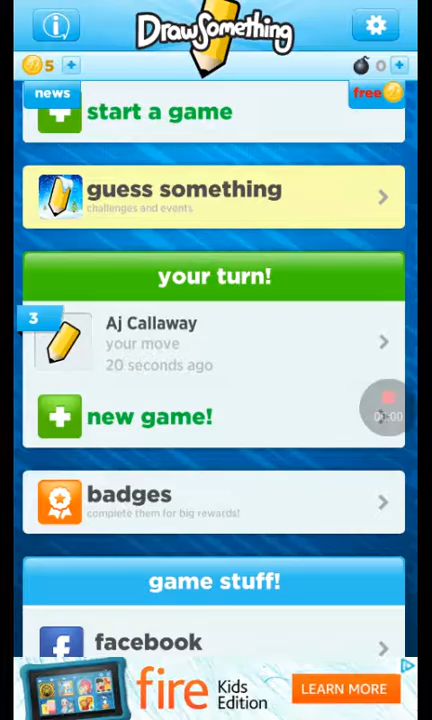 DrawSomething
5
0
news
free
start a game
guess something
challenges and events
your turn!
3
Aj Callaway
your move
20 seconds ago
00:00
new game!
badges
complete them for big rewards!
game stuff!
facebook
fire Kids
Edition
LEARN MORE